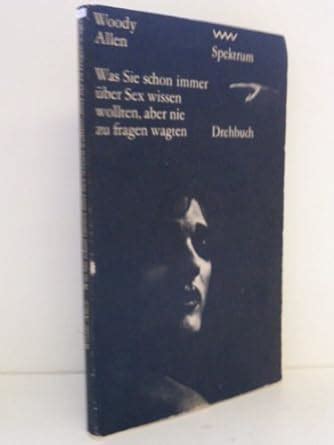 Woody
Allen
Spektrum
Was Sie schon immer
über Sex wissen
wollten, aber nie
zu fragen wagten
Drehbuch